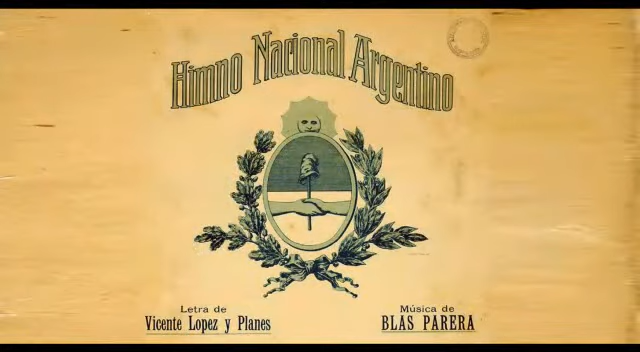 Himno Nacional Argentino
Letra de
Vicente Lopez y Planes
Música de
BLAS PARERA